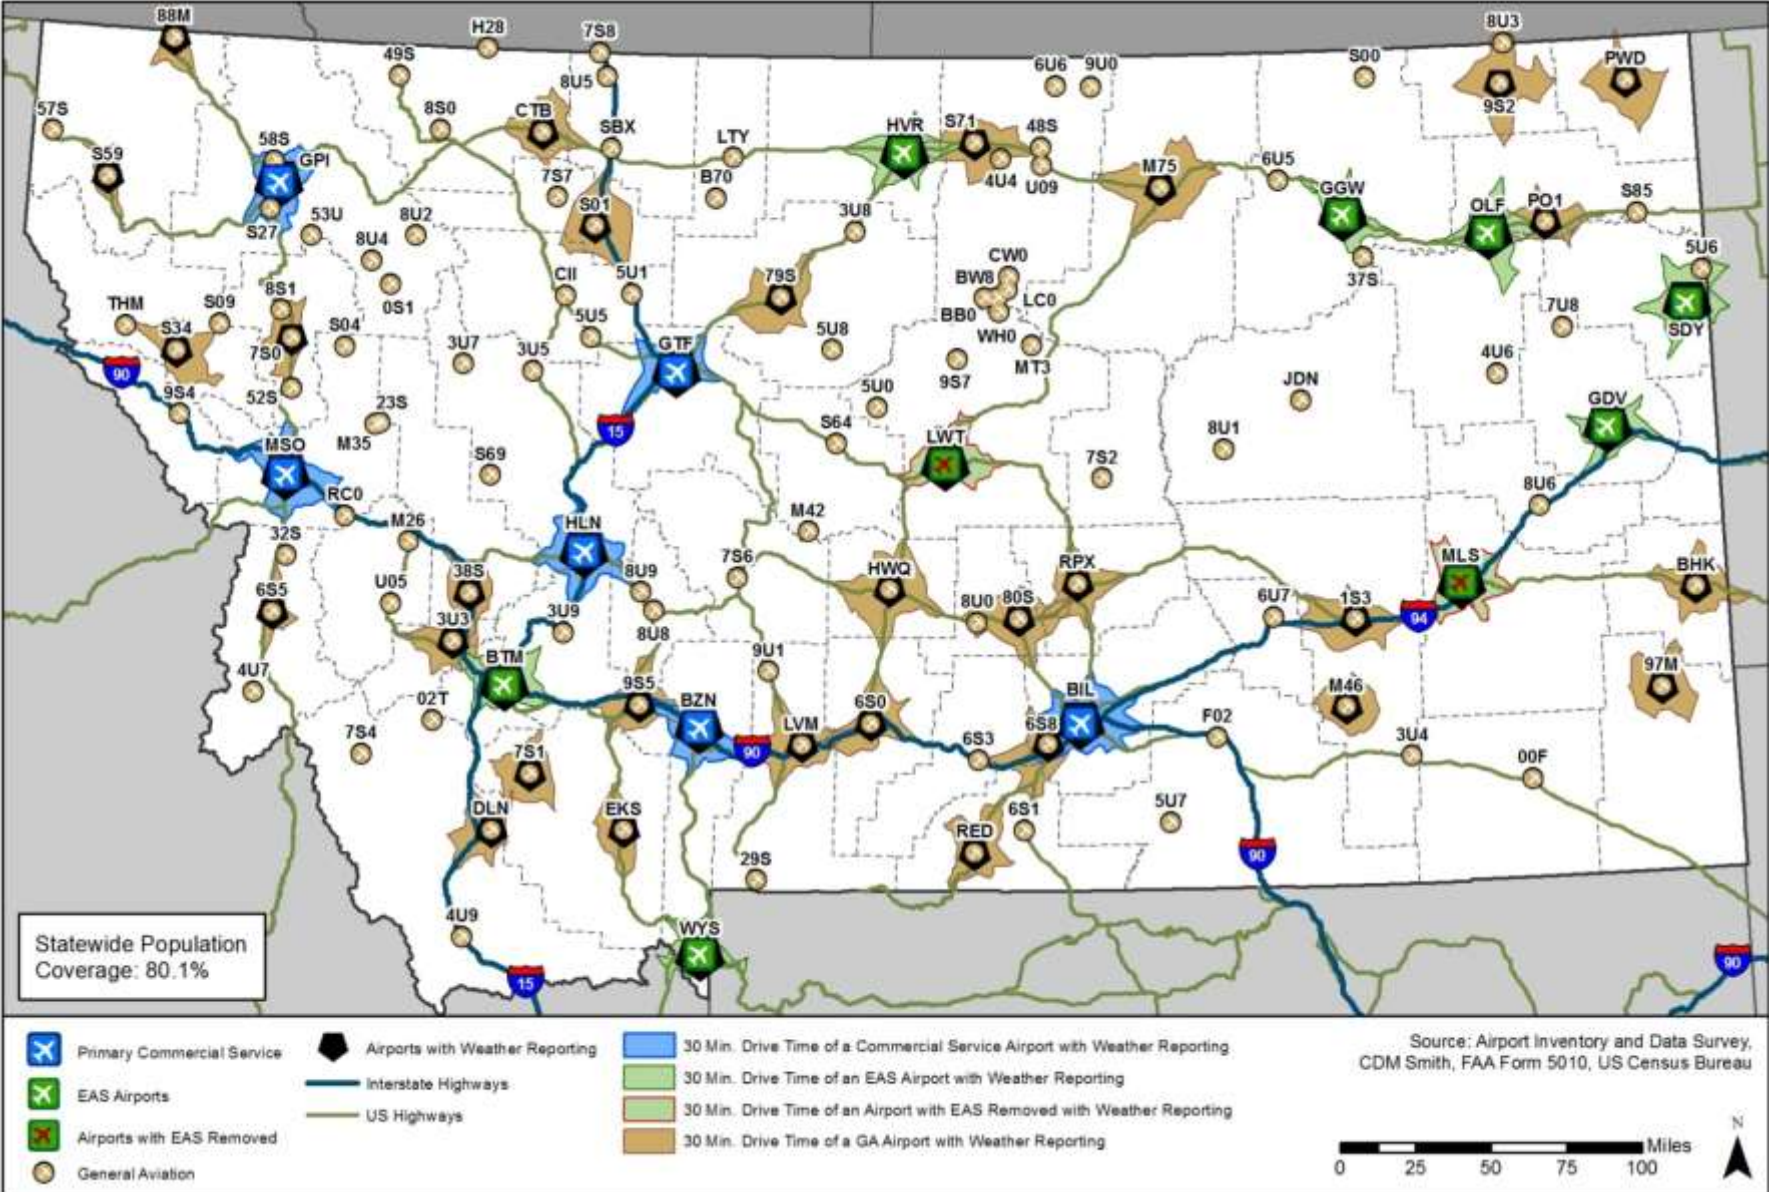 88M
H28
7S8
8U3
49S
8U5
6U6
9U0
S00
PWD
57S
8S0
CTB
SBX
LTY
HVR
S71
48S
9S2
S59
58S
GPI
7S7
B70
4U4
U09
M75
6U5
GGW
OLF
PO1
S85
S27
53U
8U2
S01
3U8
8U4
37S
5U6
0S1
CII
5U1
79S
CW0
BW8
LC0
BB0
WH0
MT3
THM
S09
8S1
S34
7S0
S04
3U7
3U5
5U5
GTF
5U8
9S7
7U8
SDY
4U6
90
9S4
52S
23S
M35
5U0
JDN
GDV
15
S64
LWT
8U1
MSO
S69
7S2
RC0
8U6
M26
HLN
M42
32S
U05
38S
8U9
7S6
HWQ
RPX
MLS
BHK
6S5
3U3
3U9
8U8
8U0
80S
6U7
1S3
94
4U7
BTM
9U1
97M
02T
9S5
BZN
6S0
BIL
M46
7S4
90
LVM
6S3
6S8
F02
3U4
00F
7S1
DLN
EKS
RED
6S1
5U7
29S
90
4U9
WYS
15
90
Statewide Population
Coverage: 80.1%
Primary Commercial Service
EAS Airports
Airports with EAS Removed
General Aviation
Airports with Weather Reporting
Interstate Highways
US Highways
30 Min. Drive Time of a Commercial Service Airport with Weather Reporting
30 Min. Drive Time of an EAS Airport with Weather Reporting
30 Min. Drive Time of an Airport with EAS Removed with Weather Reporting
30 Min. Drive Time of a GA Airport with Weather Reporting
Source: Airport Inventory and Data Survey,
CDM Smith, FAA Form 5010, US Census Bureau
N
Miles
0 25 50 75 100